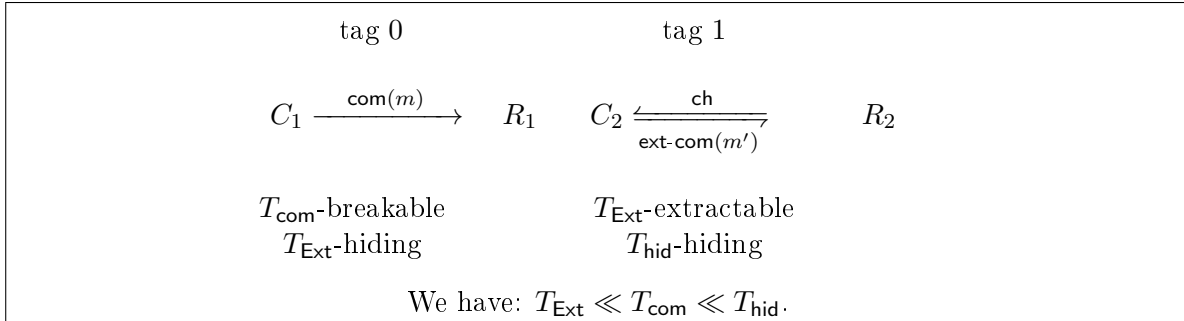 tag 0 tag 1
com(m) ch
C₁ R₁ C₂ R₂
ext-com(m′)
T_com-breakable T_Ext-extractable
T_Ext-hiding T_hid-hiding
We have: T_Ext ≪ T_com ≪ T_hid.